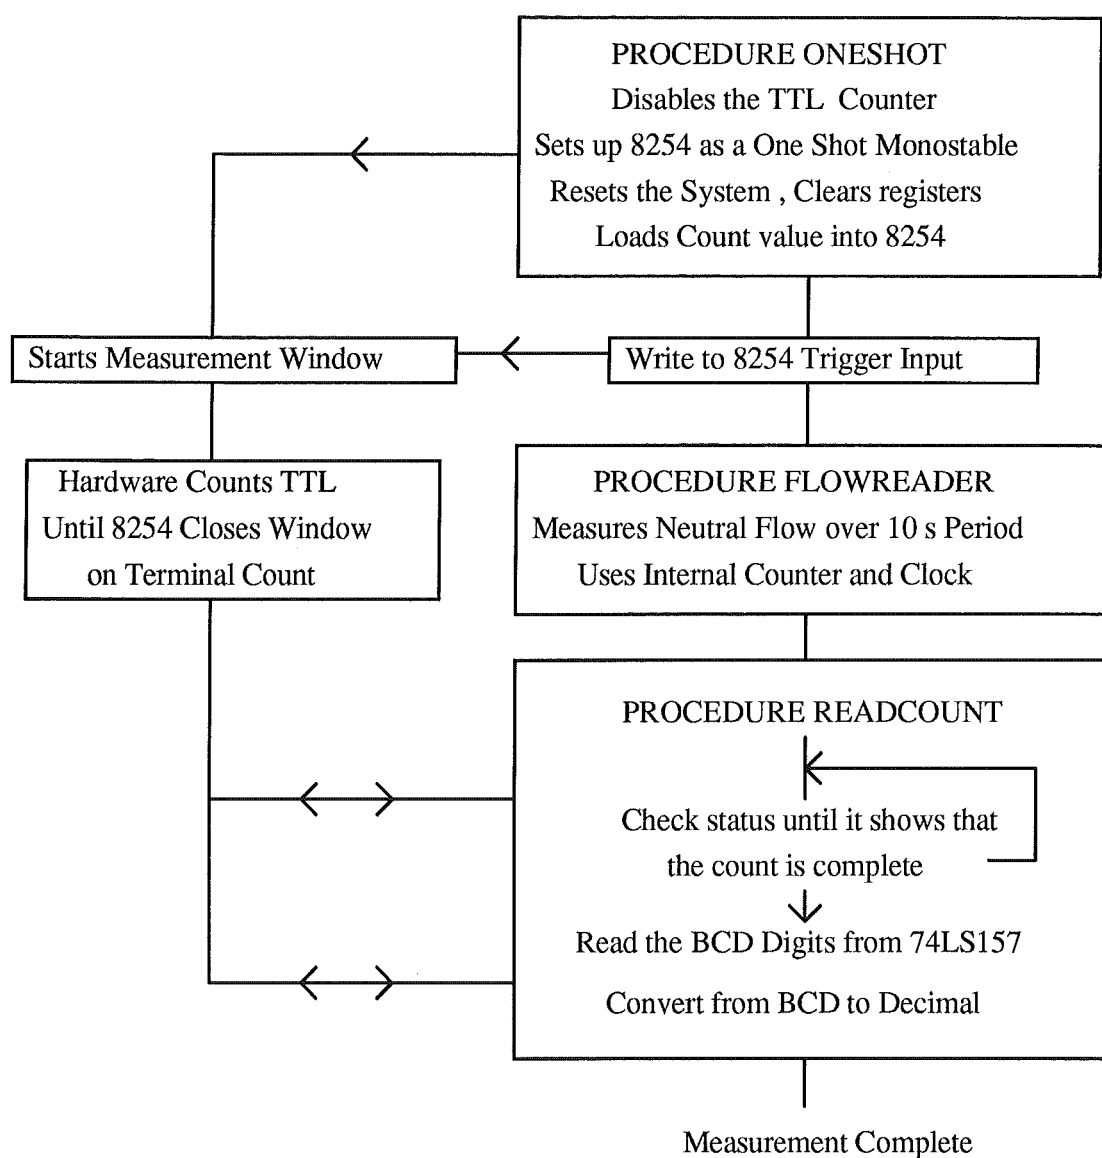 PROCEDURE ONESHOT
Disables the TTL Counter
Sets up 8254 as a One Shot Monostable
Resets the System , Clears registers
Loads Count value into 8254
Starts Measurement Window
Write to 8254 Trigger Input
Hardware Counts TTL
Until 8254 Closes Window
on Terminal Count
PROCEDURE FLOWREADER
Measures Neutral Flow over 10 s Period
Uses Internal Counter and Clock
PROCEDURE READCOUNT
Check status until it shows that
the count is complete
Read the BCD Digits from 74LS157
Convert from BCD to Decimal
Measurement Complete